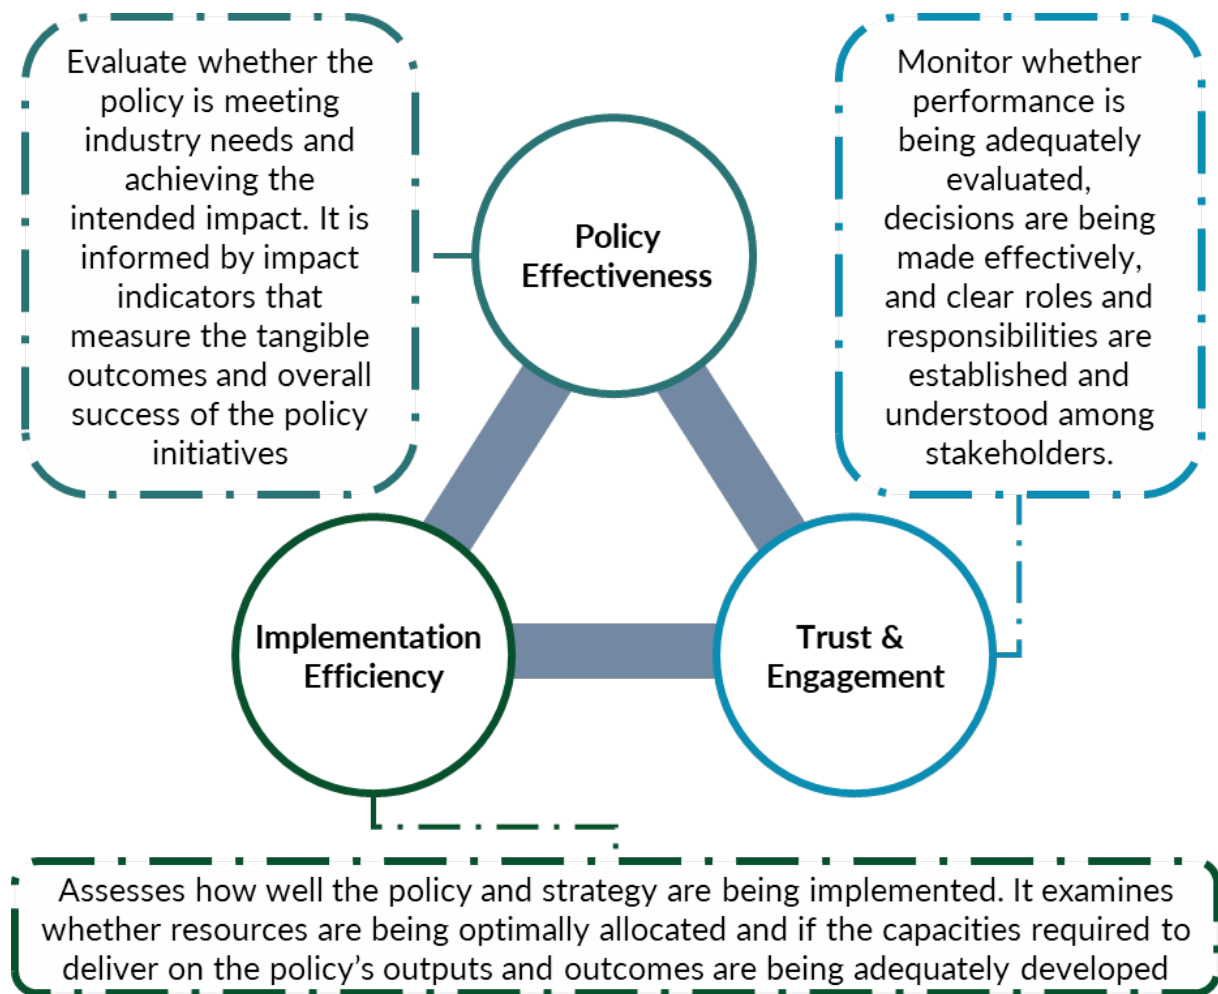 Evaluate whether the
policy is meeting
industry needs and
achieving the
intended impact. It is
informed by impact
indicators that
measure the tangible
outcomes and overall
success of the policy
initiatives
Policy
Effectiveness
Monitor whether
performance is
being adequately
evaluated,
decisions are being
made effectively,
and clear roles and
responsibilities are
established and
understood among
stakeholders.
Implementation
Efficiency
Trust &
Engagement
Assesses how well the policy and strategy are being implemented. It examines
whether resources are being optimally allocated and if the capacities required to
deliver on the policy’s outputs and outcomes are being adequately developed